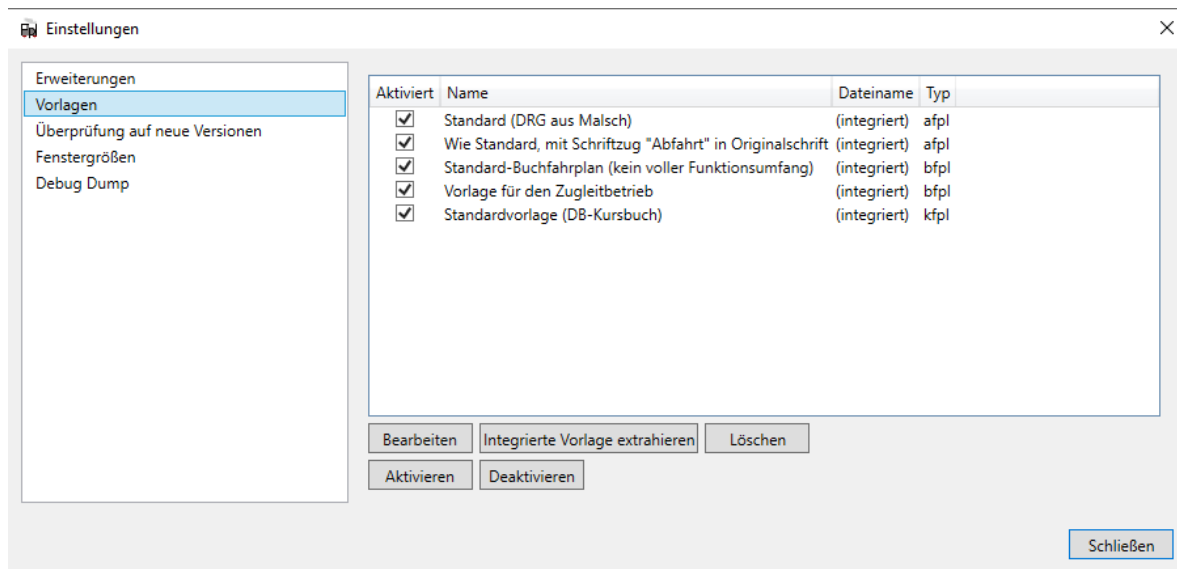 Einstellungen
Erweiterungen
Vorlagen
Überprüfung auf neue Versionen
Fenstergrößen
Debug Dump
Aktiviert Name Dateiname Typ
Standard (DRG aus Malsch) (integriert) afpl
Wie Standard, mit Schriftzug "Abfahrt" in Originalschrift (integriert) afpl
Standard-Buchfahrplan (kein voller Funktionsumfang) (integriert) bfpl
Vorlage für den Zugleitbetrieb (integriert) bfpl
Standardvorlage (DB-Kursbuch) (integriert) kfpl
Bearbeiten Integrierte Vorlage extrahieren Löschen
Aktivieren Deaktivieren
Schließen